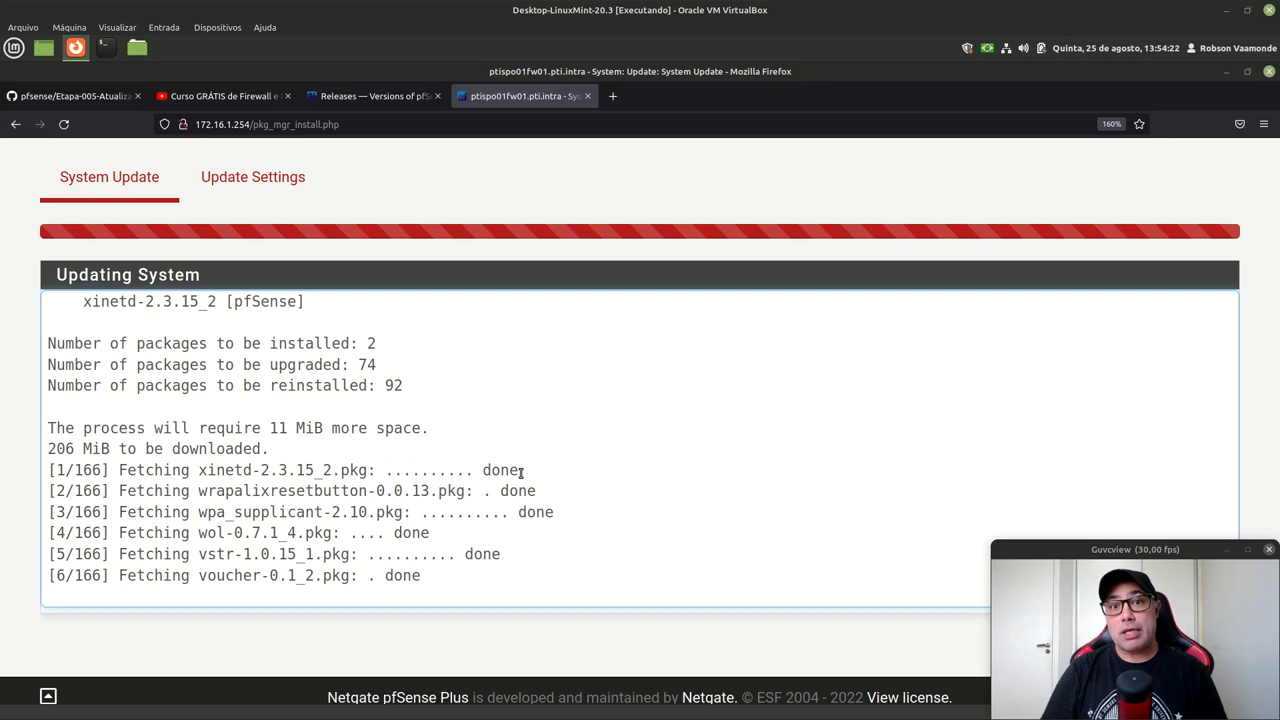 Desktop-LinuxMint-20.3 [Executando] - Oracle VM VirtualBox
Arquivo Máquina Visualizar Entrada Dispositivos Ajuda
Quinta, 25 de agosto, 13:54:22 Robson Vaamonde
ptispo01fw01.pti.intra - System: Update: System Update - Mozilla Firefox
pfsense/Etapa-005-Atualiza
Curso GRÁTIS de Firewall e
Releases — Versions of pfS
ptispo01fw01.pti.intra - Sys
172.16.1.254/pkg_mgr_install.php
160%
System Update
Update Settings
Updating System
xinetd-2.3.15_2 [pfSense]
Number of packages to be installed: 2
Number of packages to be upgraded: 74
Number of packages to be reinstalled: 92
The process will require 11 MiB more space.
206 MiB to be downloaded.
[1/166] Fetching xinetd-2.3.15_2.pkg: .......... done
[2/166] Fetching wrapalixresetbutton-0.0.13.pkg: . done
[3/166] Fetching wpa_supplicant-2.10.pkg: .......... done
[4/166] Fetching wol-0.7.1_4.pkg: .... done
[5/166] Fetching vstr-1.0.15_1.pkg: .......... done
[6/166] Fetching voucher-0.1_2.pkg: . done
Guvcview (30,00 fps)
Netgate pfSense Plus is developed and maintained by Netgate. © ESF 2004 - 2022 View license.